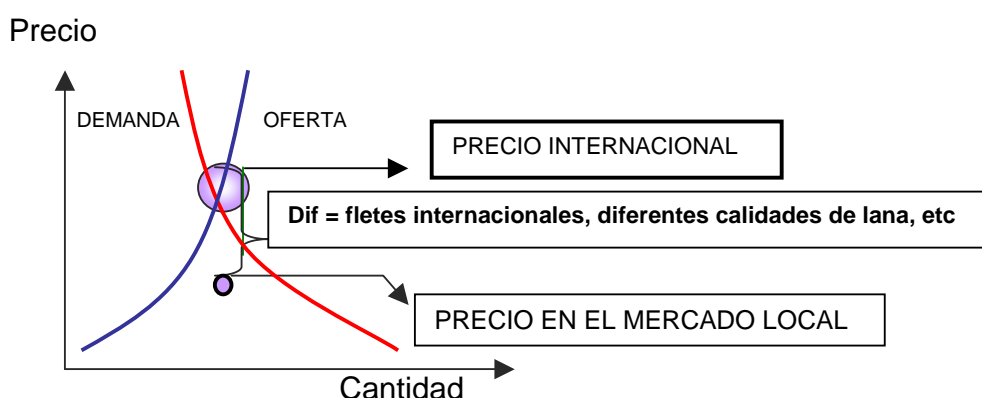 Precio
DEMANDA
OFERTA
PRECIO INTERNACIONAL
Dif = fletes internacionales, diferentes calidades de lana, etc
PRECIO EN EL MERCADO LOCAL
Cantidad